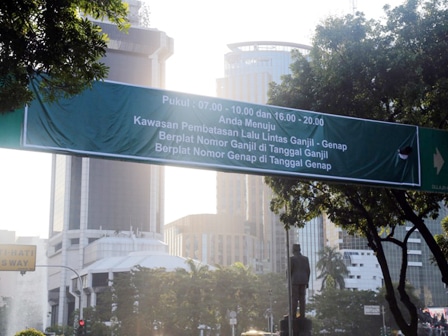 Pukul : 07.00 - 10.00 dan 16.00 - 20.00
Anda Menuju
Kawasan Pembatasan Lalu Lintas Ganjil - Genap
Berplat Nomor Ganjil di Tanggal Ganjil
Berplat Nomor Genap di Tanggal Genap